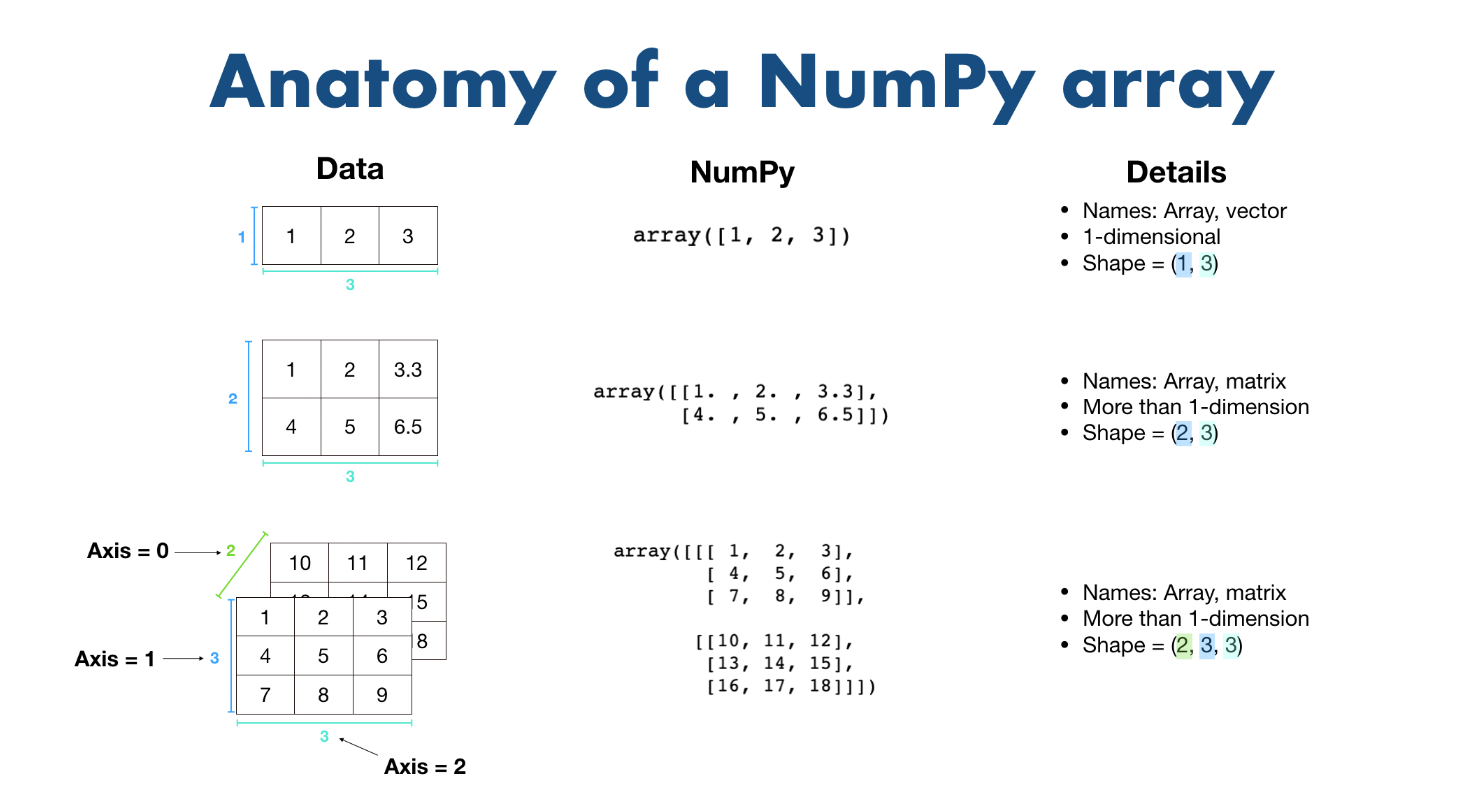 Anatomy of a NumPy array
Data
NumPy
Details
1
1 2 3
3
array([1, 2, 3])
• Names: Array, vector
• 1-dimensional
• Shape = (1, 3)
2
1 2 3.3
4 5 6.5
3
array([[1. , 2. , 3.3],
[4. , 5. , 6.5]])
• Names: Array, matrix
• More than 1-dimension
• Shape = (2, 3)
Axis = 0
2
10 11 12
15
8
Axis = 1
3
1 2 3
4 5 6
7 8 9
3
Axis = 2
array([[[ 1, 2, 3],
[ 4, 5, 6],
[ 7, 8, 9]],
[[10, 11, 12],
[13, 14, 15],
[16, 17, 18]]])
• Names: Array, matrix
• More than 1-dimension
• Shape = (2, 3, 3)